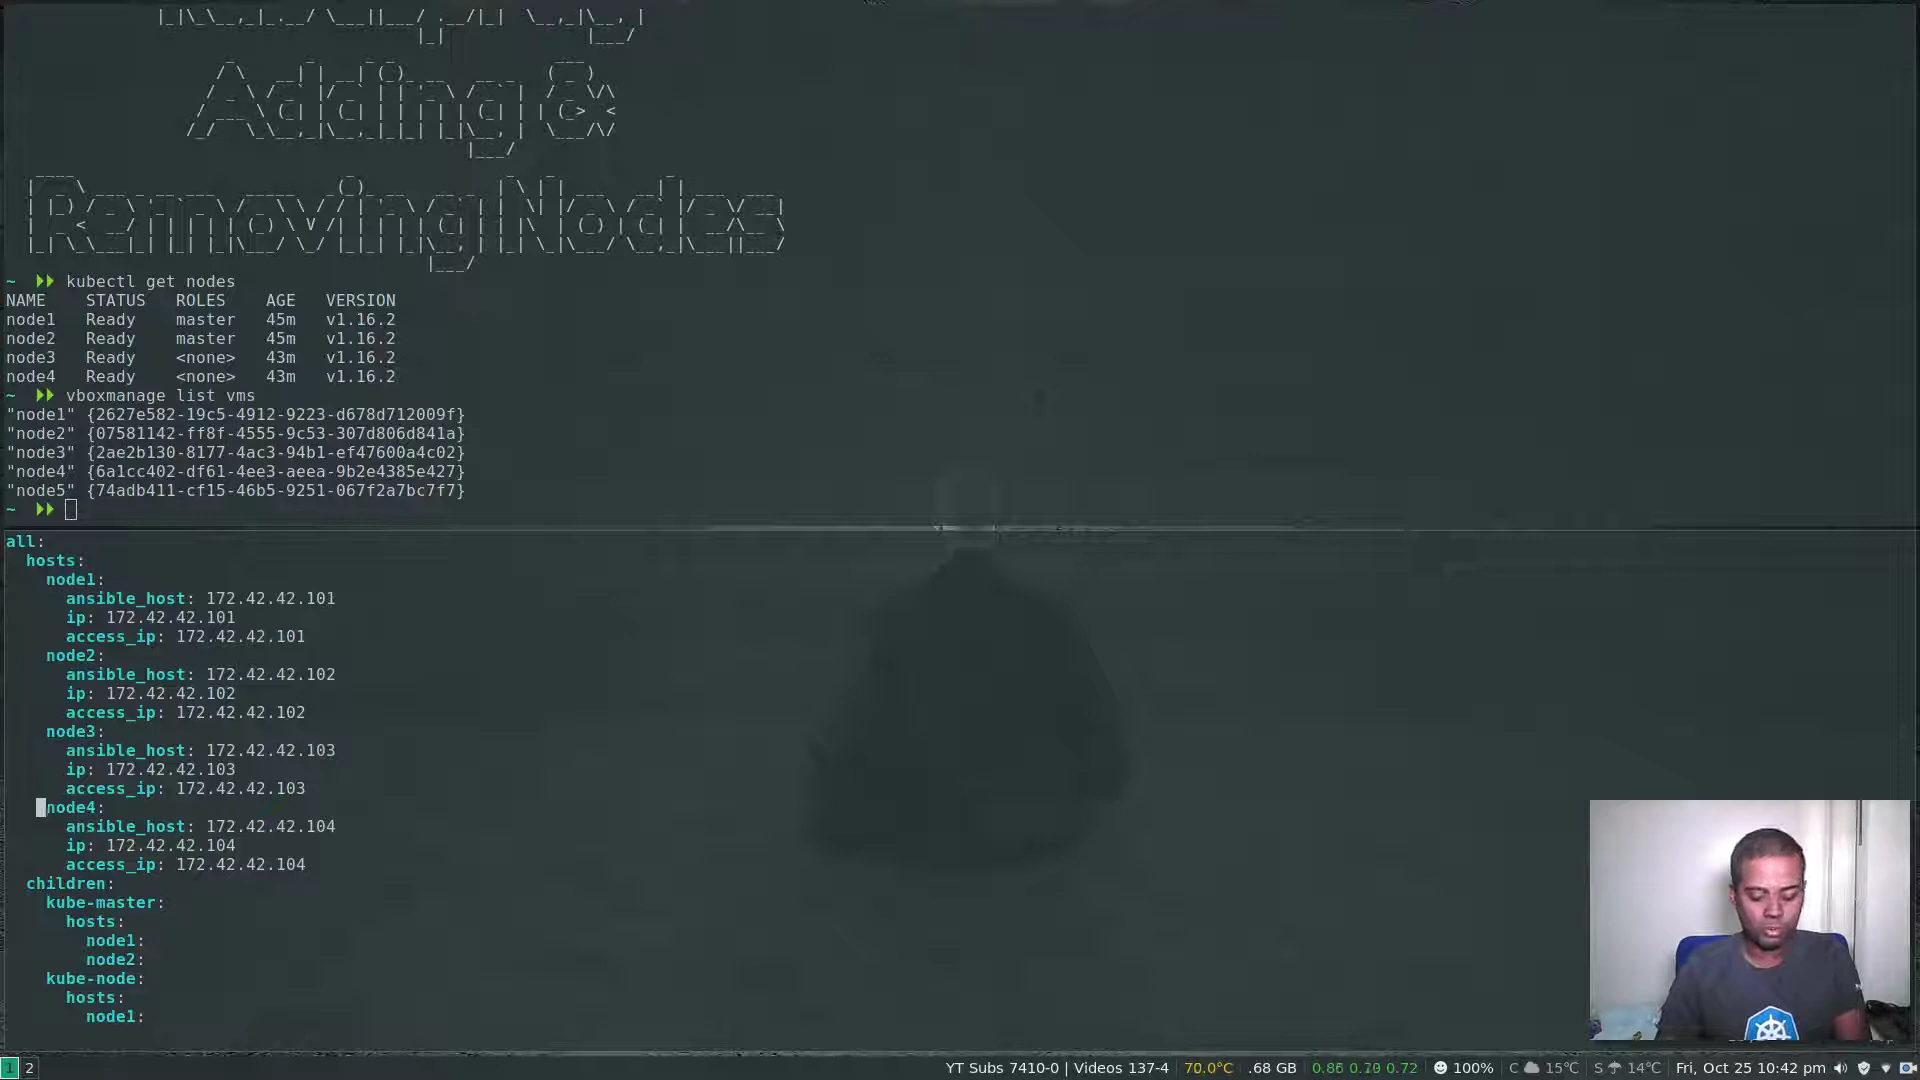 Adding &
Removing Nodes
~ kubectl get nodes
NAME STATUS ROLES AGE VERSION
node1 Ready master 45m v1.16.2
node2 Ready master 45m v1.16.2
node3 Ready <none> 43m v1.16.2
node4 Ready <none> 43m v1.16.2
~ vboxmanage list vms
"node1" {2627e582-19c5-4912-9223-d678d712009f}
"node2" {07581142-ff8f-4555-9c53-307d806d841a}
"node3" {2ae2b130-8177-4ac3-94b1-ef47600a4c02}
"node4" {6a1cc402-df61-4ee3-aeea-9b2e4385e427}
"node5" {74adb411-cf15-46b5-9251-067f2a7bc7f7}
~
all:
hosts:
node1:
ansible_host: 172.42.42.101
ip: 172.42.42.101
access_ip: 172.42.42.101
node2:
ansible_host: 172.42.42.102
ip: 172.42.42.102
access_ip: 172.42.42.102
node3:
ansible_host: 172.42.42.103
ip: 172.42.42.103
access_ip: 172.42.42.103
node4:
ansible_host: 172.42.42.104
ip: 172.42.42.104
access_ip: 172.42.42.104
children:
kube-master:
hosts:
node1:
node2:
kube-node:
hosts:
node1:
1 2 YT Subs 7410-0 | Videos 137-4 70.0°C .68 GB 0.86 0.79 0.72 100% C 15°C S 14°C Fri, Oct 25 10:42 pm